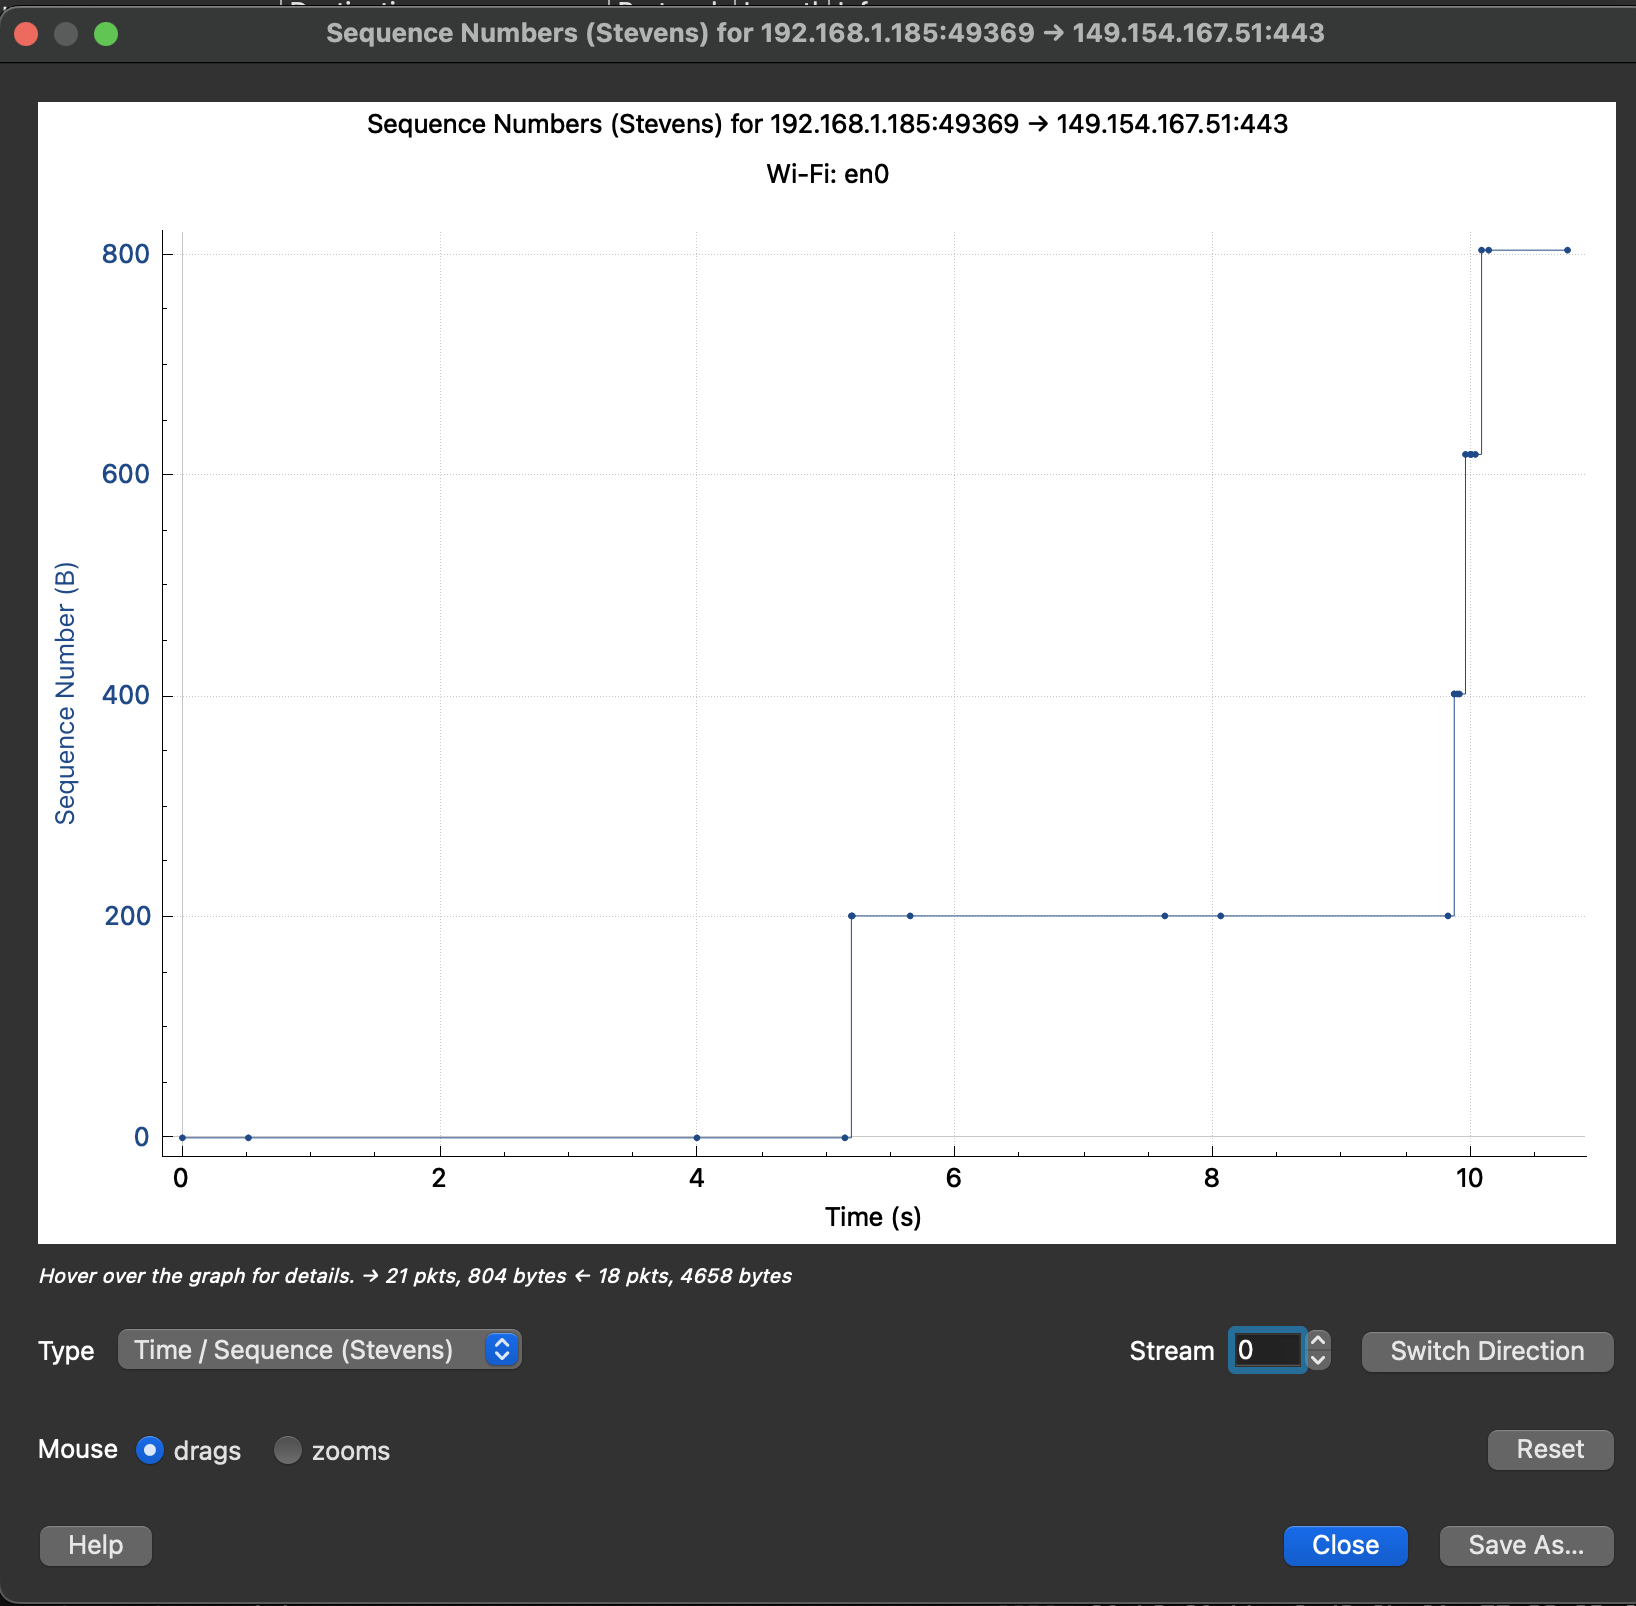 Sequence Numbers (Stevens) for 192.168.1.185:49369 → 149.154.167.51:443
Sequence Numbers (Stevens) for 192.168.1.185:49369 → 149.154.167.51:443
Wi-Fi: en0
800
600
400
200
0
Sequence Number (B)
0 2 4 6 8 10
Time (s)
Hover over the graph for details. → 21 pkts, 804 bytes ← 18 pkts, 4658 bytes
Type Time / Sequence (Stevens) Stream 0 Switch Direction
Mouse drags zooms Reset
Help Close Save As...